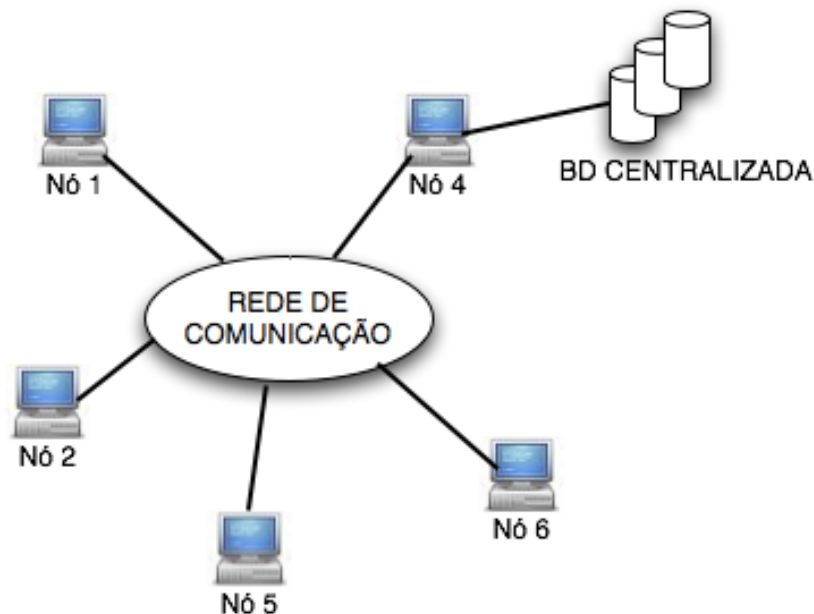 BD CENTRALIZADA
Nó 1
Nó 4
REDE DE
COMUNICAÇÃO
Nó 2
Nó 6
Nó 5